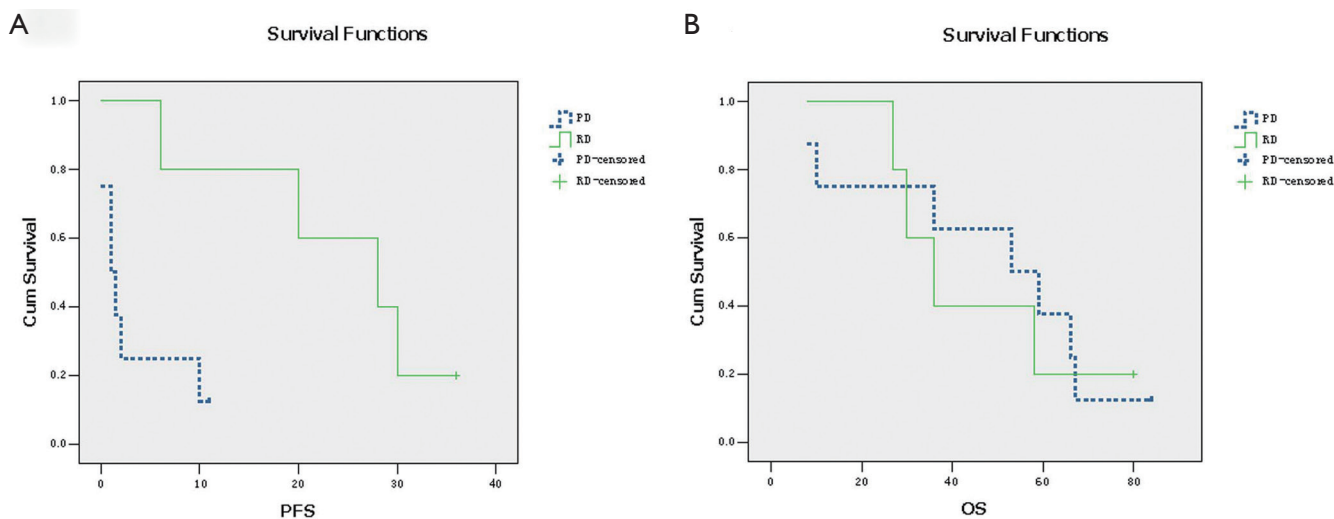 A
Survival Functions
Cum Survival
1.0
0.8
0.6
0.4
0.2
0.0
0 10 20 30 40
PFS
PD
RD
PD-censored
RD-censored
B
Survival Functions
Cum Survival
1.0
0.8
0.6
0.4
0.2
0.0
0 20 40 60 80
OS
PD
RD
PD-censored
RD-censored